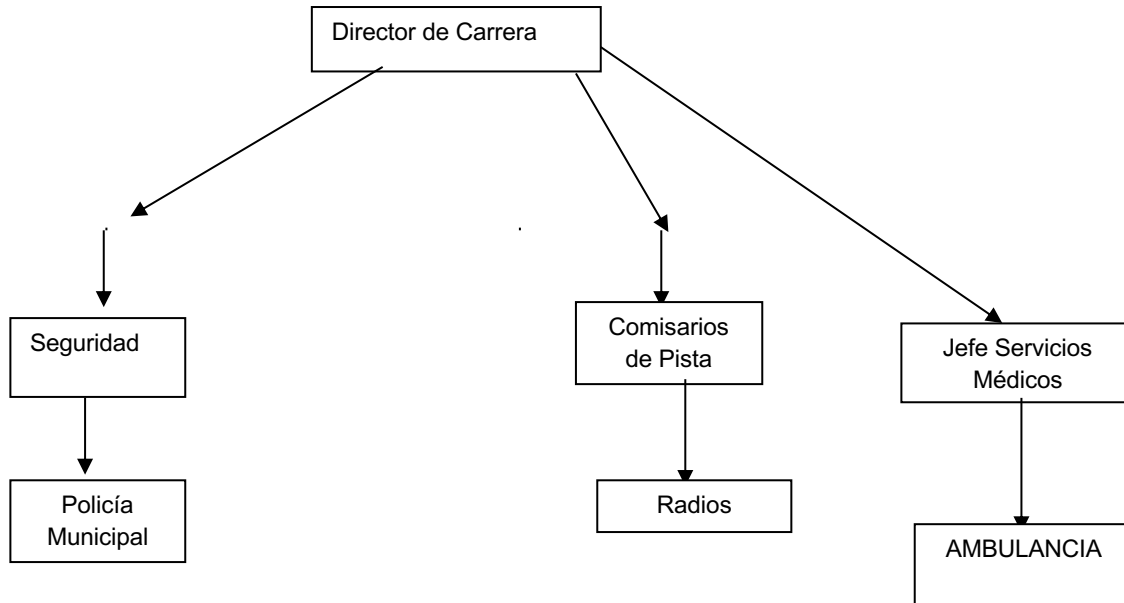 Director de Carrera
Seguridad
Comisarios
de Pista
Jefe Servicios
Médicos
Policía
Municipal
Radios
AMBULANCIA